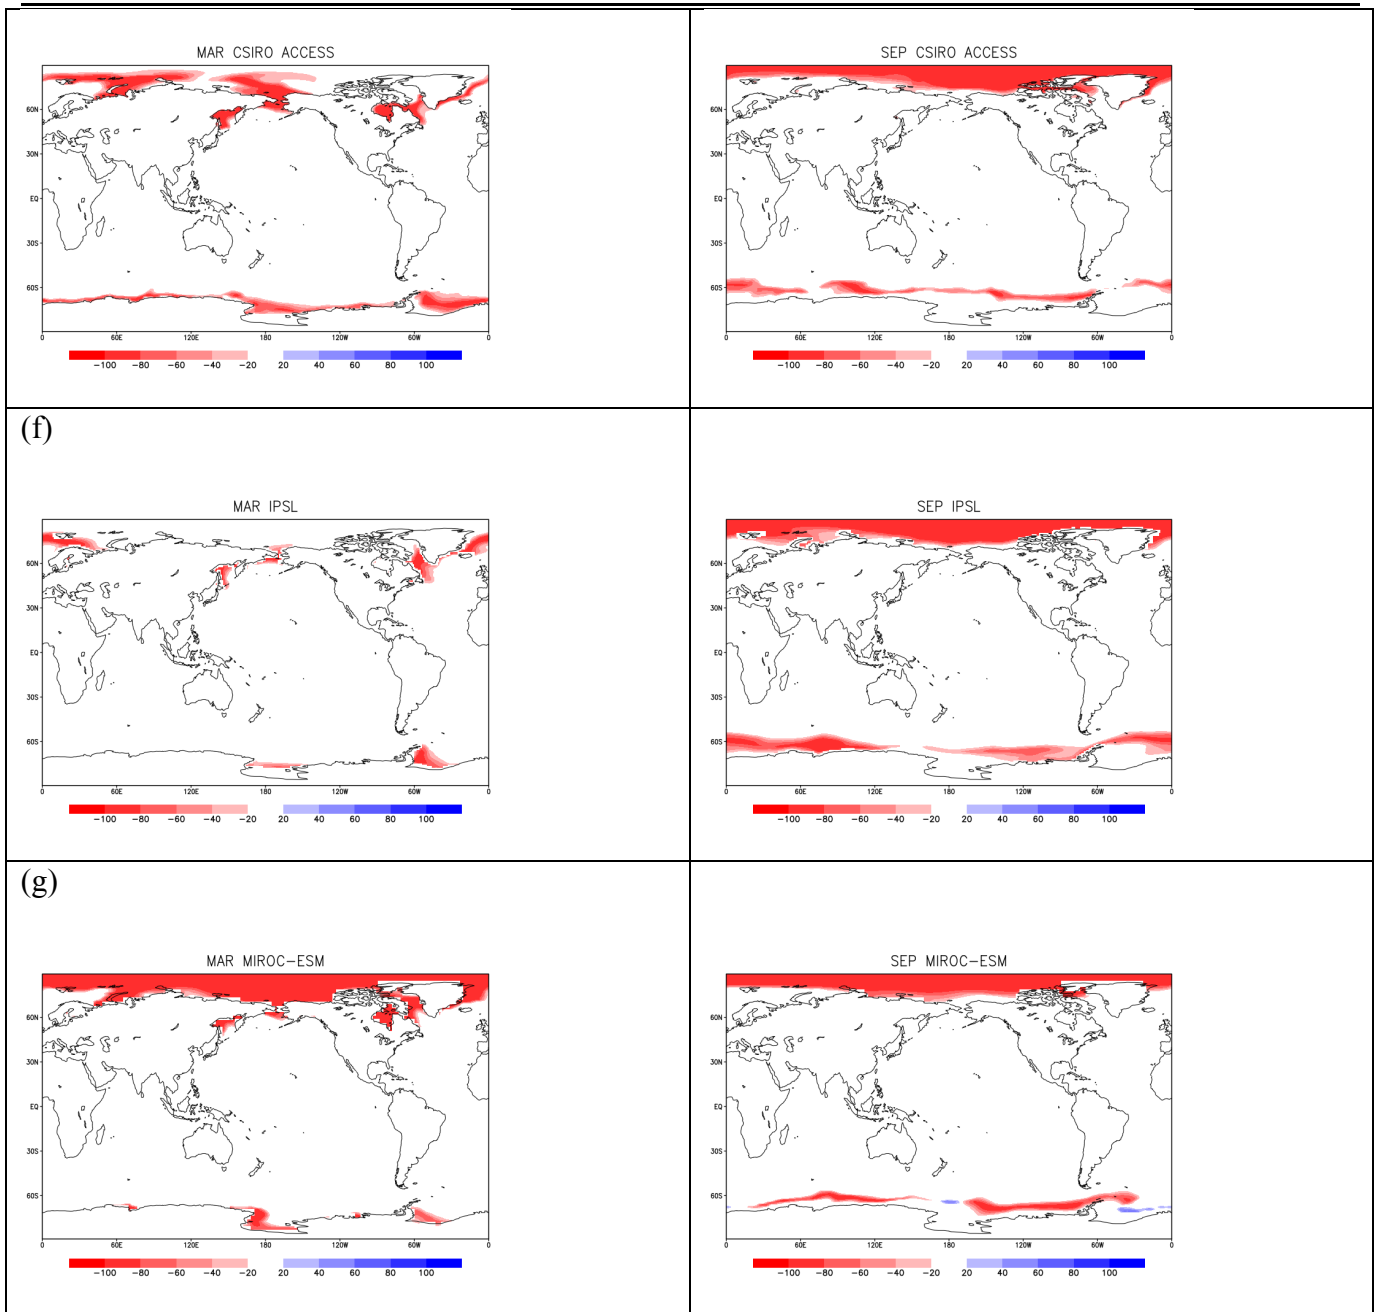 MAR CSIRO ACCESS
SEP CSIRO ACCESS
60N
30N
EQ
30S
60S
0 60E 120E 180 120W 60W 0
-100 -80 -60 -40 -20 20 40 60 80 100
60N
30N
EQ
30S
60S
0 60E 120E 180 120W 60W 0
-100 -80 -60 -40 -20 20 40 60 80 100
(f)
MAR IPSL
SEP IPSL
60N
30N
EQ
30S
60S
0 60E 120E 180 120W 60W 0
-100 -80 -60 -40 -20 20 40 60 80 100
60N
30N
EQ
30S
60S
0 60E 120E 180 120W 60W 0
-100 -80 -60 -40 -20 20 40 60 80 100
(g)
MAR MIROC-ESM
SEP MIROC-ESM
60N
30N
EQ
30S
60S
0 60E 120E 180 120W 60W 0
-100 -80 -60 -40 -20 20 40 60 80 100
60N
30N
EQ
30S
60S
0 60E 120E 180 120W 60W 0
-100 -80 -60 -40 -20 20 40 60 80 100